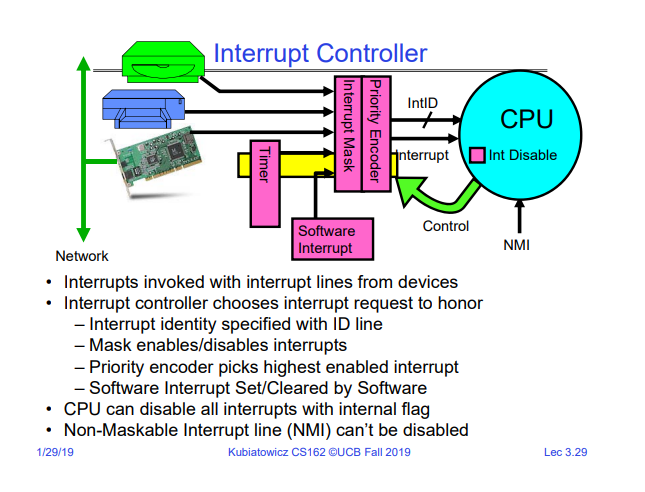 Interrupt Controller
Interrupt Mask
Priority Encoder
IntID
CPU
Timer
Interrupt
Int Disable
Software
Interrupt
Control
NMI
Network
• Interrupts invoked with interrupt lines from devices
• Interrupt controller chooses interrupt request to honor
– Interrupt identity specified with ID line
– Mask enables/disables interrupts
– Priority encoder picks highest enabled interrupt
– Software Interrupt Set/Cleared by Software
• CPU can disable all interrupts with internal flag
• Non-Maskable Interrupt line (NMI) can't be disabled
1/29/19
Kubiatowicz CS162 ©UCB Fall 2019
Lec 3.29